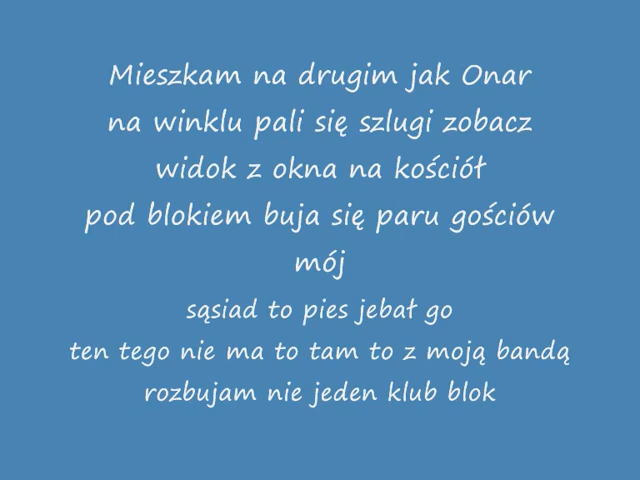 Mieszkam na drugim jak Onar
na winklu pali się szlugi zobacz
widok z okna na kościół
pod blokiem buja się paru gościów
mój
sąsiad to pies jebał go
ten tego nie ma to tam to z moją bandą
rozbujam nie jeden klub blok